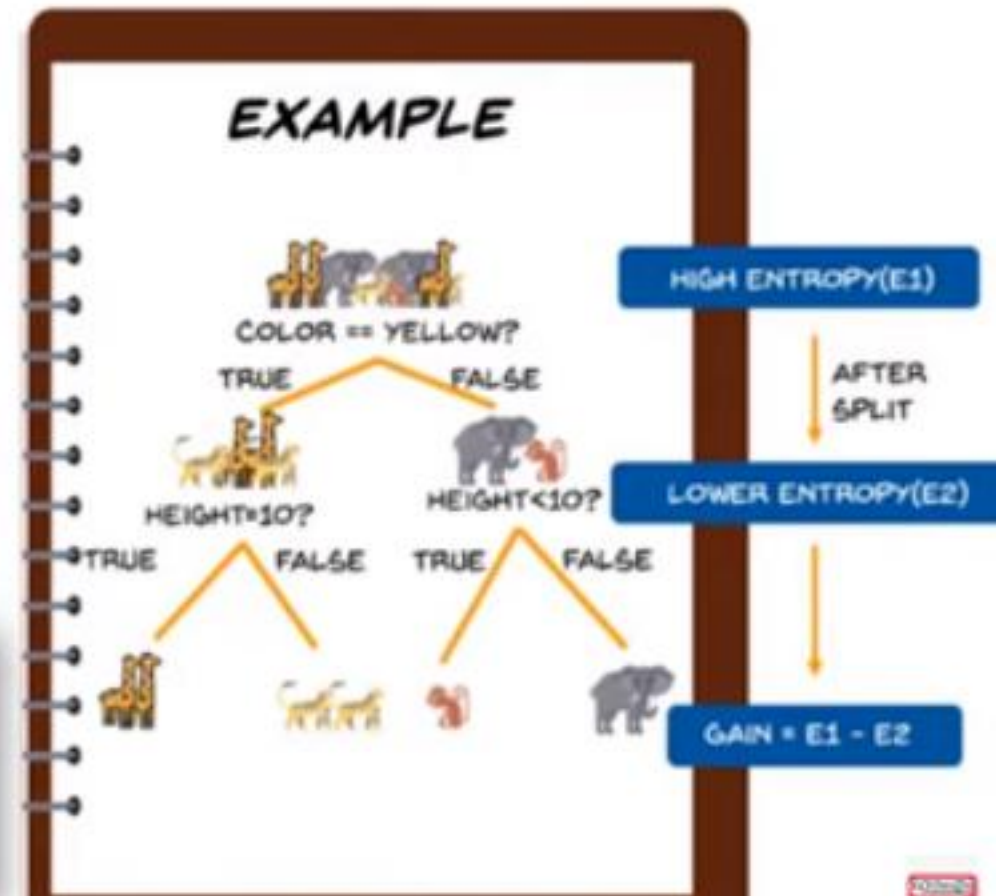 EXAMPLE
HIGH ENTROPY(E1)
COLOR == YELLOW?
TRUE
FALSE
AFTER
SPLIT
HEIGHT=10?
HEIGHT<10?
LOWER ENTROPY(E2)
TRUE
FALSE
TRUE
FALSE
GAIN = E1 - E2